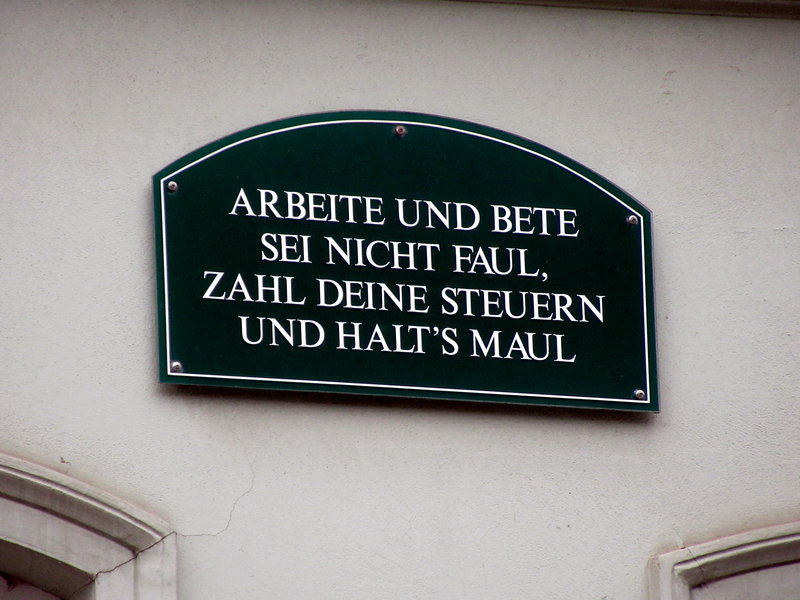 ARBEITE UND BETE
SEI NICHT FAUL,
ZAHL DEINE STEUERN
UND HALT'S MAUL